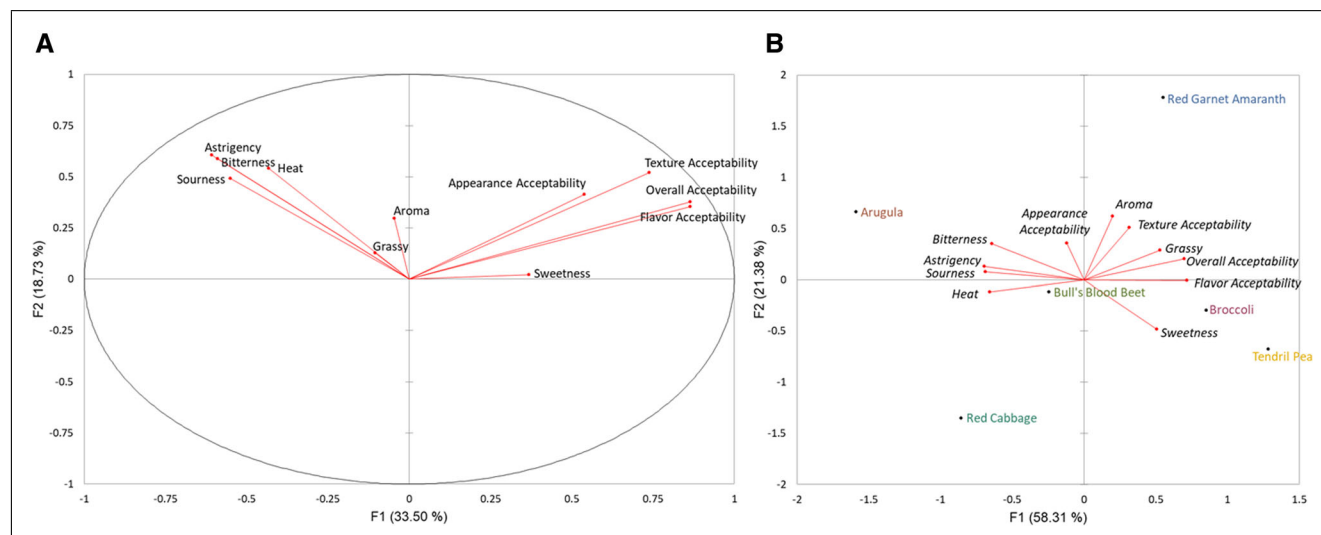 A
B
F2 (18.73 %)
1
0.75
0.5
0.25
0
-0.25
-0.5
-0.75
-1
Astrigency
Bitterness
Heat
Sourness
Aroma
Grassy
Texture Acceptability
Appearance Acceptability
Overall Acceptability
Flavor Acceptability
Sweetness
-1
-0.75
-0.5
-0.25
0
0.25
0.5
0.75
1
F1 (33.50 %)
F2 (21.38 %)
2
1.5
1
0.5
0
-0.5
-1
-1.5
-2
Red Garnet Amaranth
Arugula
Aroma
Appearance
Acceptability
Texture Acceptability
Bitterness
Grassy
Astrigency
Overall Acceptability
Sourness
Flavor Acceptability
Heat
Bull's Blood Beet
Broccoli
Sweetness
Tendril Pea
Red Cabbage
-2
-1.5
-1
-0.5
0
0.5
1
1.5
F1 (58.31 %)